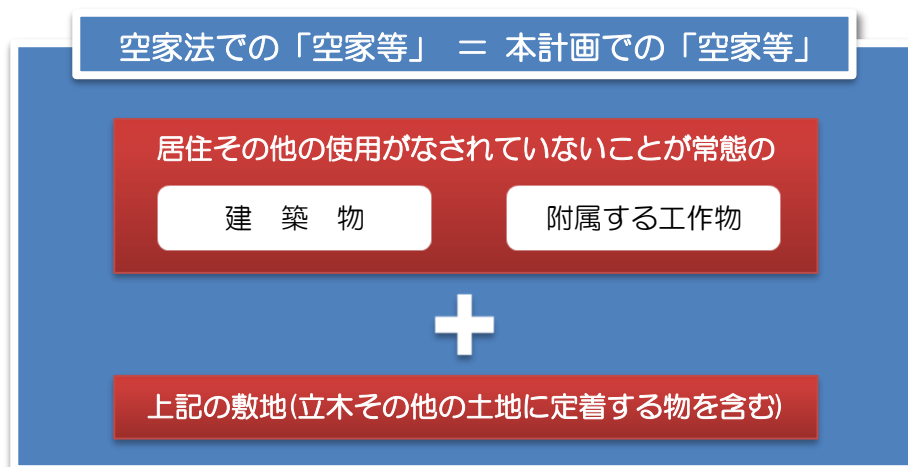 空家法での「空家等」 ＝ 本計画での「空家等」
居住その他の使用がなされていないことが常態の
建　築　物
附属する工作物
上記の敷地(立木その他の土地に定着する物を含む)